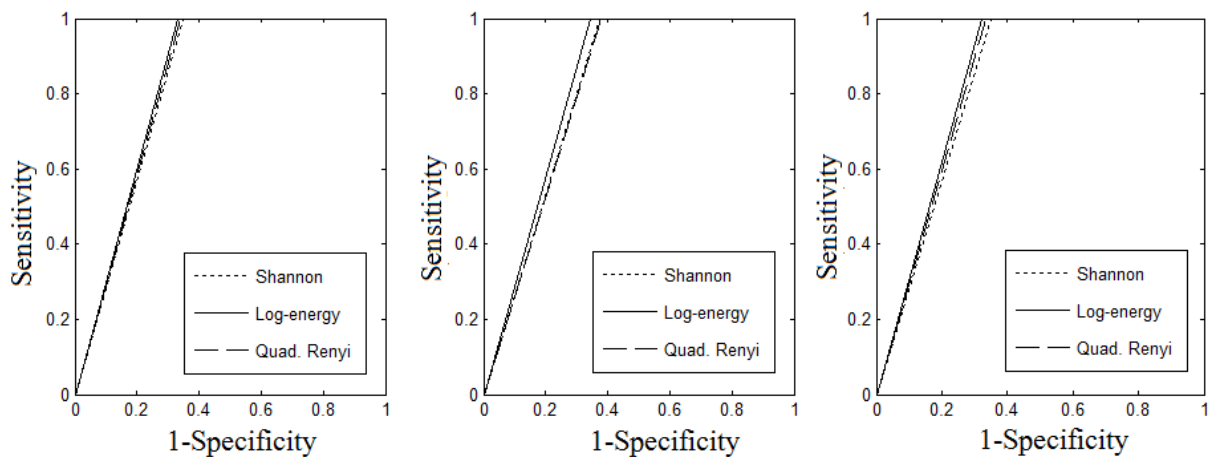 1
0.8
0.6
0.4
0.2
0
Sensitivity
Shannon
Log-energy
Quad. Renyi
0 0.2 0.4 0.6 0.8 1
1-Specificity
1
0.8
0.6
0.4
0.2
0
Sensitivity
Shannon
Log-energy
Quad. Renyi
0 0.2 0.4 0.6 0.8 1
1-Specificity
1
0.8
0.6
0.4
0.2
0
Sensitivity
Shannon
Log-energy
Quad. Renyi
0 0.2 0.4 0.6 0.8 1
1-Specificity